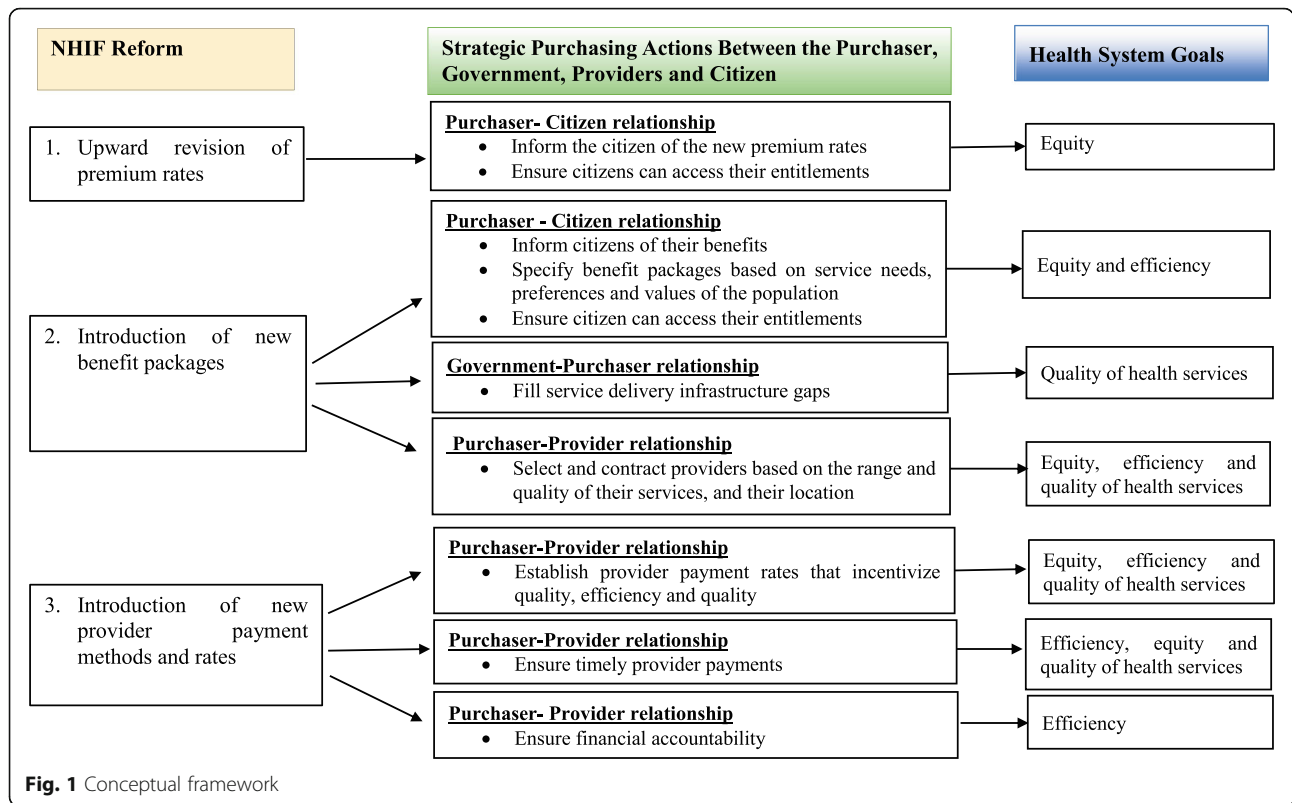 NHIF Reform
Strategic Purchasing Actions Between the Purchaser,
Government, Providers and Citizen
Health System Goals
1. Upward revision of
premium rates
Purchaser- Citizen relationship
• Inform the citizen of the new premium rates
• Ensure citizens can access their entitlements
Equity
2. Introduction of new
benefit packages
Purchaser - Citizen relationship
• Inform citizens of their benefits
• Specify benefit packages based on service needs,
preferences and values of the population
• Ensure citizen can access their entitlements
Equity and efficiency
Government-Purchaser relationship
• Fill service delivery infrastructure gaps
Quality of health services
Purchaser-Provider relationship
• Select and contract providers based on the range and
quality of their services, and their location
Equity, efficiency and
quality of health services
3. Introduction of new
provider payment
methods and rates
Purchaser-Provider relationship
• Establish provider payment rates that incentivize
quality, efficiency and quality
Equity, efficiency and
quality of health services
Purchaser-Provider relationship
• Ensure timely provider payments
Efficiency, equity and
quality of health services
Purchaser- Provider relationship
• Ensure financial accountability
Efficiency
Fig. 1 Conceptual framework